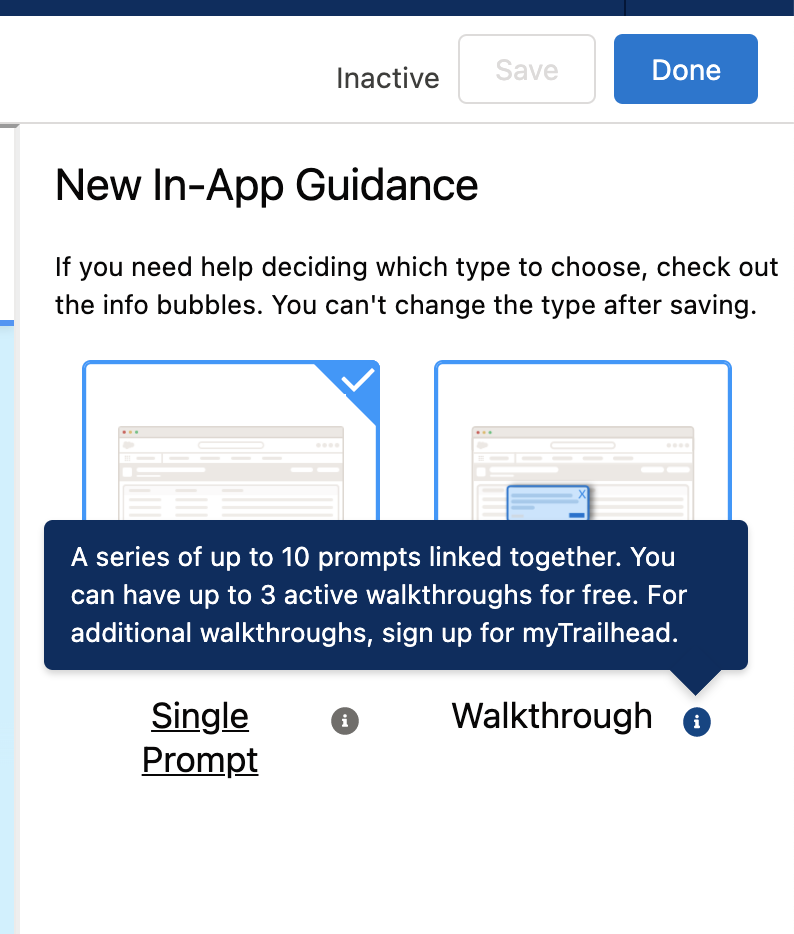 Inactive
Save
Done
New In-App Guidance
If you need help deciding which type to choose, check out
the info bubbles. You can't change the type after saving.
X
A series of up to 10 prompts linked together. You
can have up to 3 active walkthroughs for free. For
additional walkthroughs, sign up for myTrailhead.
Single
Prompt
i
Walkthrough
i